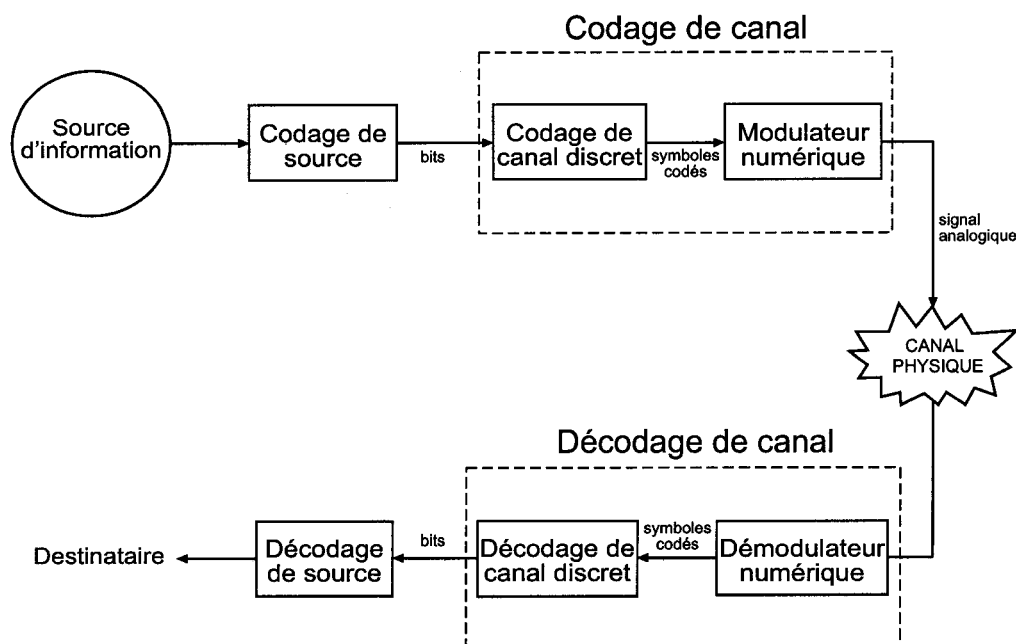 Codage de canal
Source
d'information
Codage de
source
bits
Codage de
canal discret
symboles
codés
Modulateur
numérique
signal
analogique
CANAL
PHYSIQUE
Décodage de canal
Destinataire
Décodage
de source
bits
Décodage de
canal discret
symboles
codés
Démodulateur
numérique